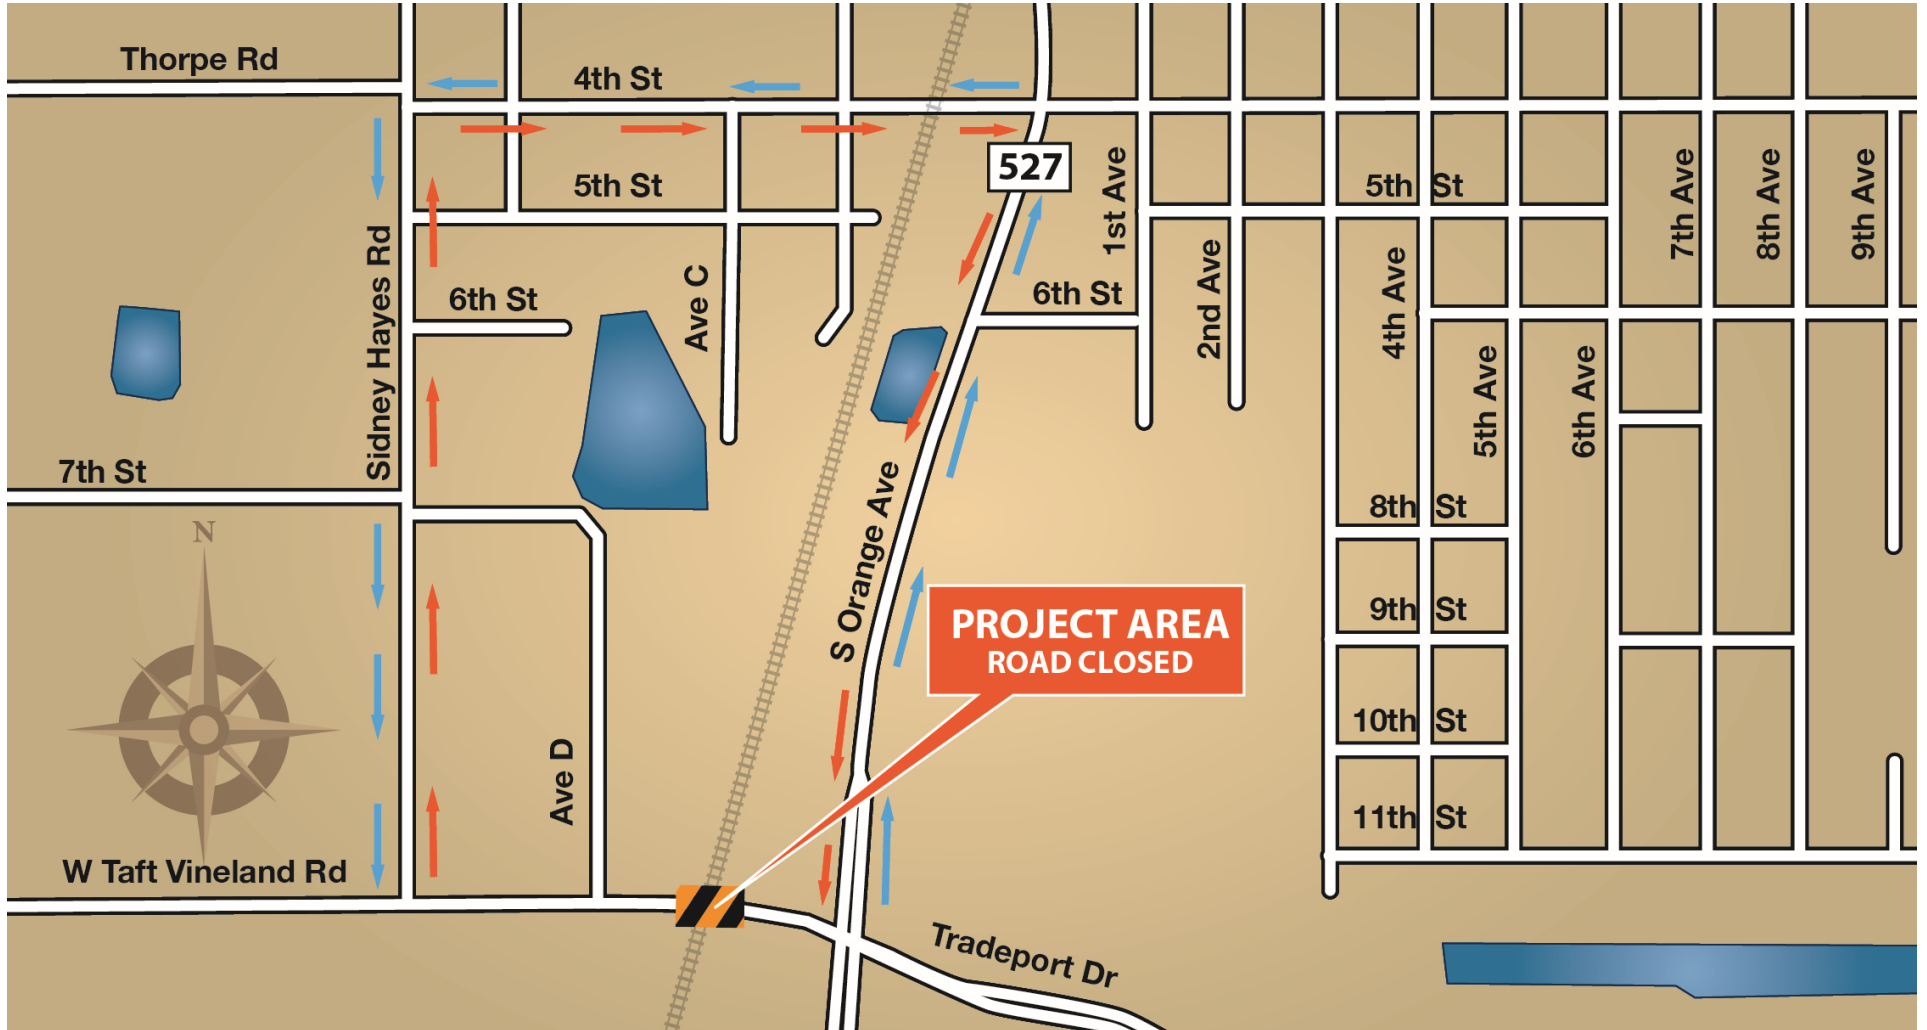 Thorpe Rd
4th St
527
5th St
5th St
1st Ave
7th Ave
8th Ave
9th Ave
Sidney Hayes Rd
6th St
Ave C
6th St
2nd Ave
4th Ave
5th Ave
6th Ave
7th St
8th St
N
S Orange Ave
PROJECT AREA
ROAD CLOSED
9th St
10th St
Ave D
11th St
W Taft Vineland Rd
Tradeport Dr